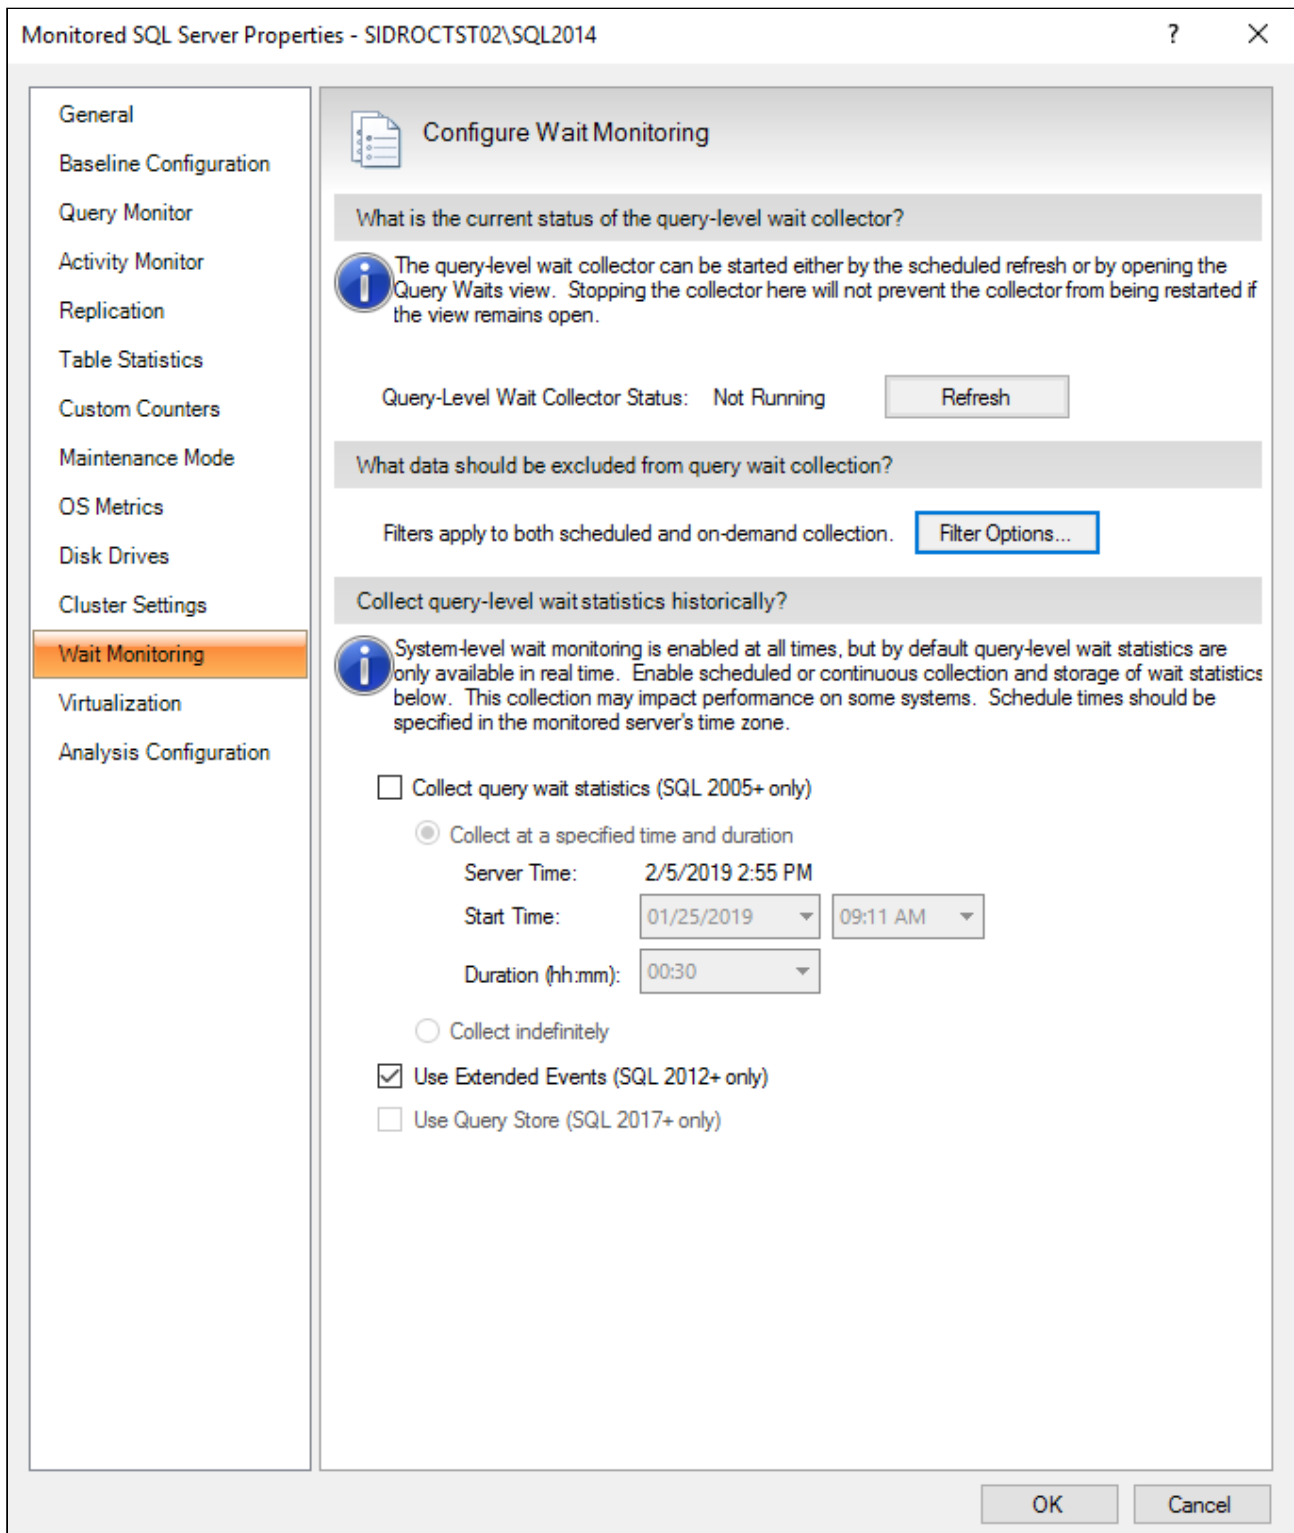 Monitored SQL Server Properties - SIDROCTST02\SQL2014
?
General
Baseline Configuration
Query Monitor
Activity Monitor
Replication
Table Statistics
Custom Counters
Maintenance Mode
OS Metrics
Disk Drives
Cluster Settings
Wait Monitoring
Virtualization
Analysis Configuration
Configure Wait Monitoring
What is the current status of the query-level wait collector?
The query-level wait collector can be started either by the scheduled refresh or by opening the
Query Waits view.  Stopping the collector here will not prevent the collector from being restarted if
the view remains open.
Query-Level Wait Collector Status: Not Running Refresh
What data should be excluded from query wait collection?
Filters apply to both scheduled and on-demand collection. Filter Options...
Collect query-level wait statistics historically?
System-level wait monitoring is enabled at all times, but by default query-level wait statistics are
only available in real time.  Enable scheduled or continuous collection and storage of wait statistics
below.  This collection may impact performance on some systems.  Schedule times should be
specified in the monitored server's time zone.
Collect query wait statistics (SQL 2005+ only)
Collect at a specified time and duration
Server Time: 2/5/2019 2:55 PM
Start Time: 01/25/2019 09:11 AM
Duration (hh:mm): 00:30
Collect indefinitely
Use Extended Events (SQL 2012+ only)
Use Query Store (SQL 2017+ only)
OK Cancel